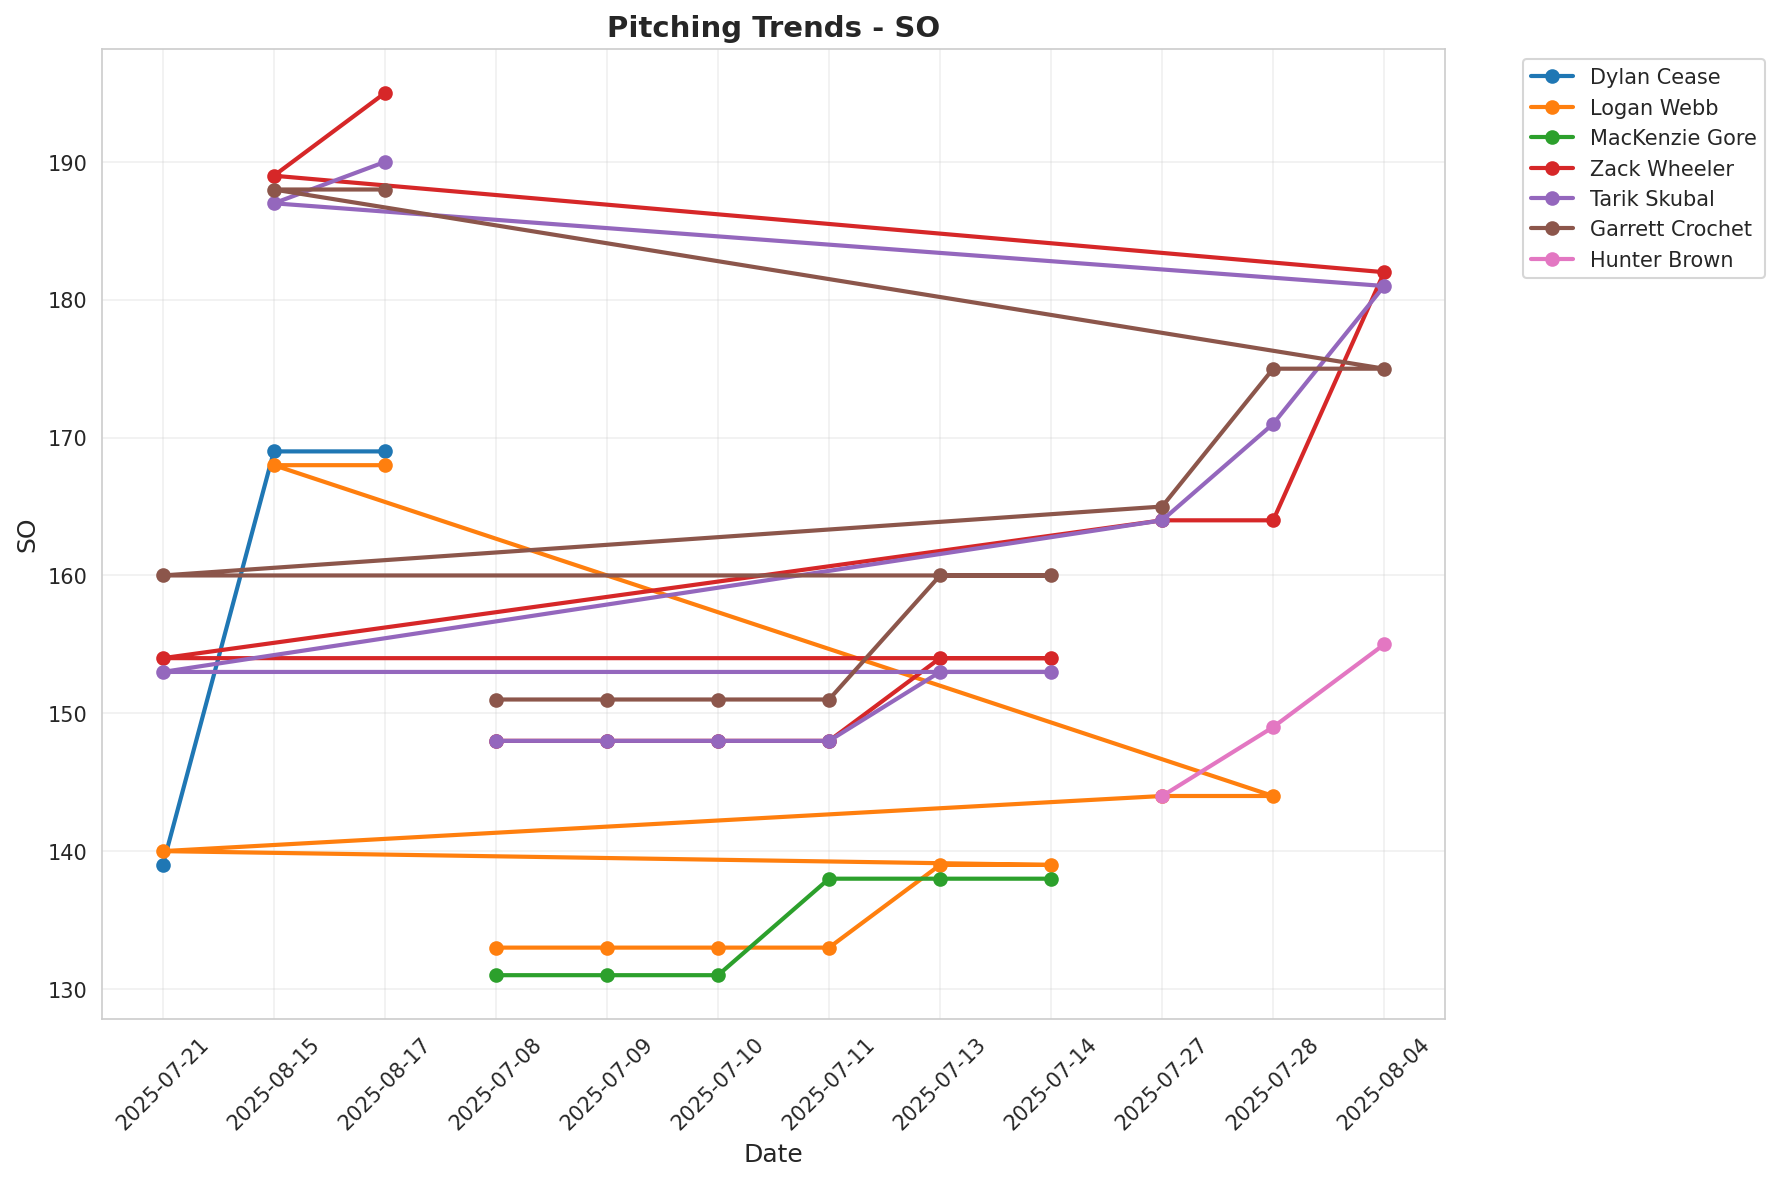 Pitching Trends - SO
Dylan Cease
Logan Webb
MacKenzie Gore
Zack Wheeler
Tarik Skubal
Garrett Crochet
Hunter Brown
SO
190
180
170
160
150
140
130
2025-07-21
2025-08-15
2025-08-17
2025-07-08
2025-07-09
2025-07-10
2025-07-11
2025-07-13
2025-07-14
2025-07-27
2025-07-28
2025-08-04
Date